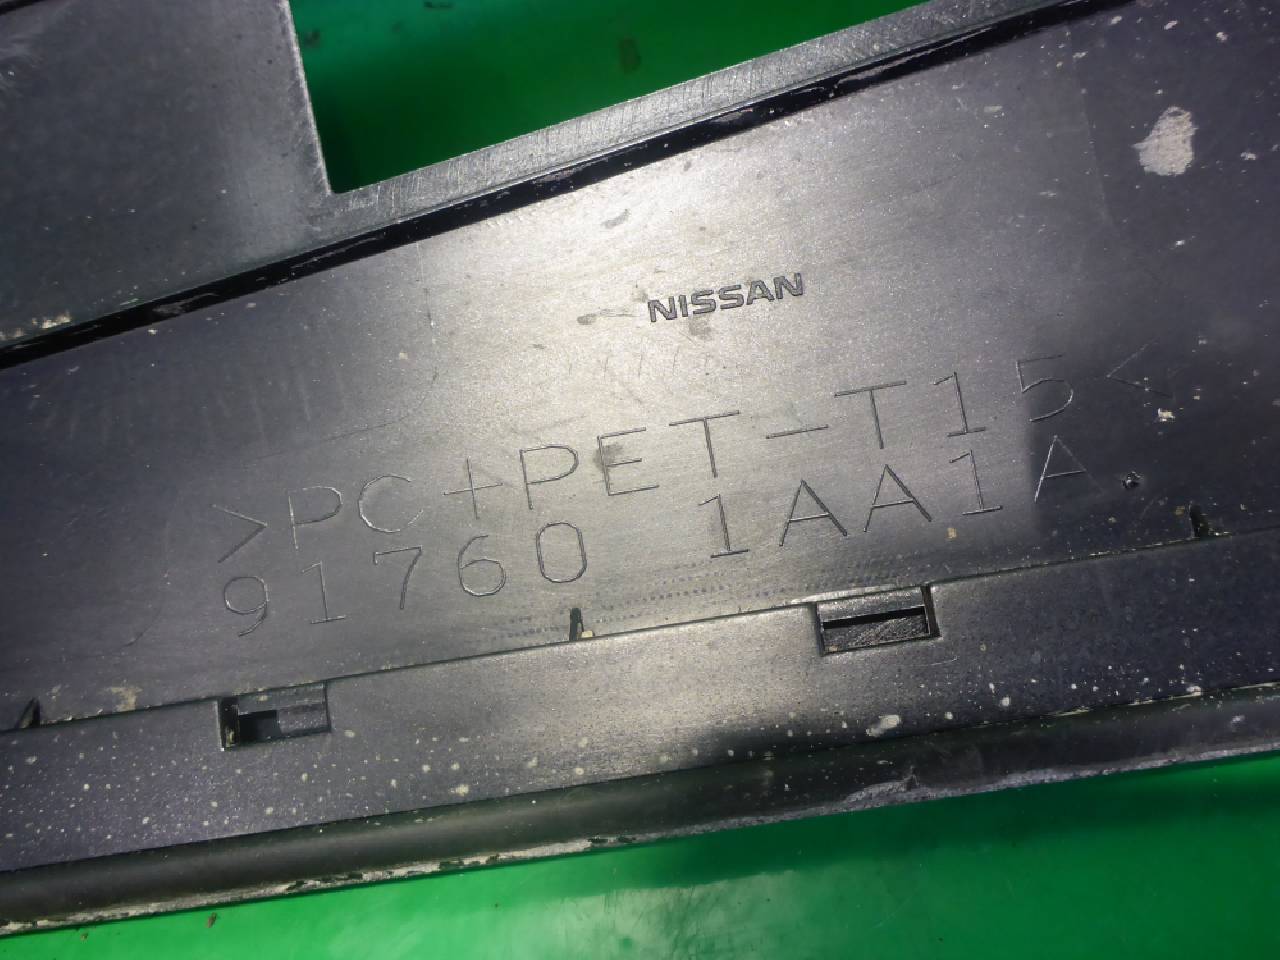 NISSAN
>PC+PET-T15<
91760 1AA1A.